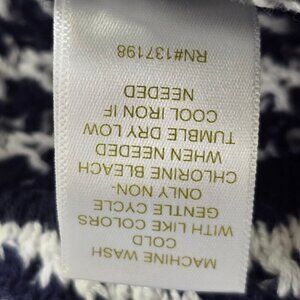 MACHINE WASH
COLD
WITH LIKE COLORS
GENTLE CYCLE
ONLY NON-
CHLORINE BLEACH
WHEN NEEDED
TUMBLE DRY LOW
COOL IRON IF
NEEDED
RN#137198